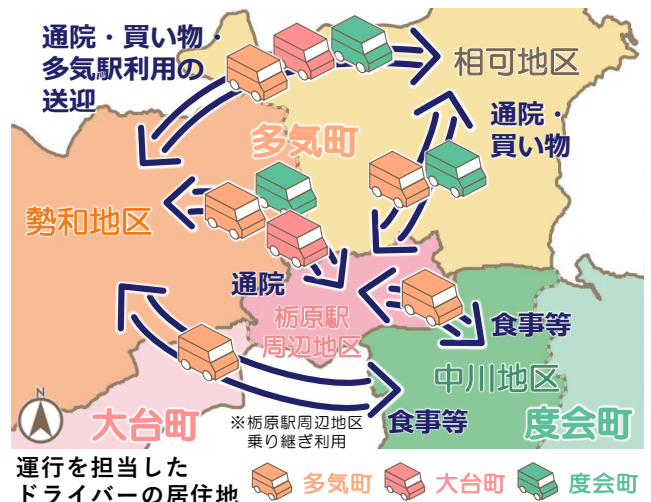 通院・買い物・
多気駅利用の
送迎
相可地区
通院・
買い物
多気町
勢和地区
通院
栃原駅
周辺地区
食事等
中川地区
大台町
※栃原駅周辺地区
乗り継ぎ利用
食事等
度会町
N
運行を担当した
ドライバーの居住地
多気町
大台町
度会町